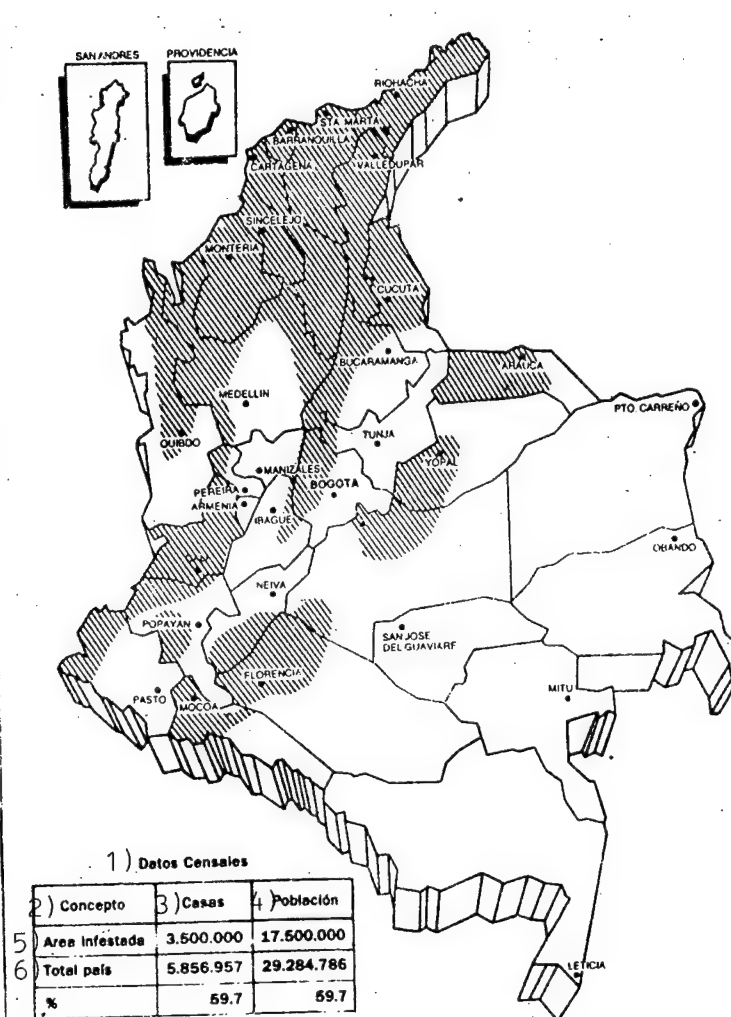 SAN ANDRES
PROVIDENCIA
RIOHACHA
STA MARTA
BARRANQUILLA
CARTAGENA
VALLEDUPAR
SINCELEJO
MONTERIA
CUCUTA
BUCARAMANGA
ARAUCA
MEDELLIN
PTO. CARREÑO
QUIBDO
TUNJA
YOPAL
MANIZALES
PEREIRA
BOGOTA
ARMENIA
IBAGUE
OBANDO
NEIVA
POPAYAN
SAN JOSE
DEL GUAVIARE
FLORENCIA
PASTO
MOCOA
MITU
1) Datos Censales
2) Concepto 3) Casas 4) Población
5) Area Infestada 3.500.000 17.500.000
6) Total país 5.856.957 29.284.786
% 59.7 59.7
LETICIA